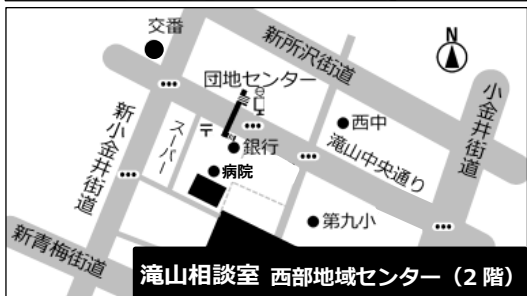 交番
新所沢街道
N
団地センター
小金井街道
新小金井街道
スーパー
〒
西中
銀行
滝山中央通り
病院
第九小
新青梅街道
滝山相談室 西部地域センター（2 階）